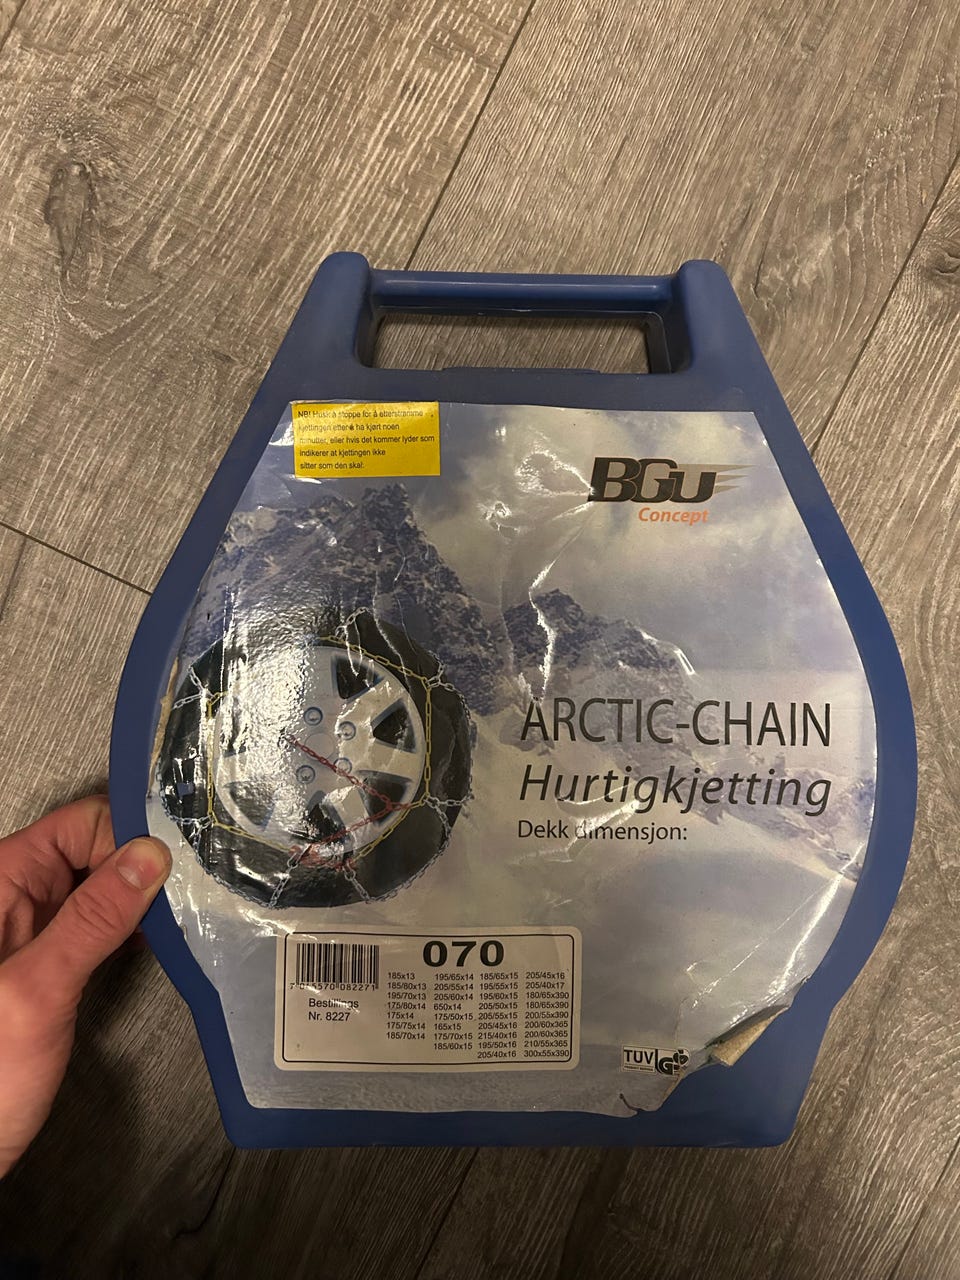 NB! Husk å stoppe for å etterstramme
kjettingen etter å ha kjørt noen
minutter, eller hvis det kommer lyder som
indikerer at kjettingen ikke
sitter som den skal.
BGU
Concept
ARCTIC-CHAIN
Hurtigkjetting
Dekk dimensjon:
070
7 045570 082271
Bestillings
Nr. 8227
185x13 195/65x14 185/65x15 205/45x16
185/80x13 205/55x14 195/55x15 205/40x17
195/70x13 205/60x14 195/60x15 180/65x390
175/80x14 650x14 205/50x15 180/65x390
175x14 175/50x15 205/55x15 200/55x390
175/75x14 165x15 205/45x16 200/60x365
185/70x14 175/70x15 215/40x16 200/60x365
185/60x15 195/50x16 210/55x365
205/40x16 300x55x390
TÜV
GS